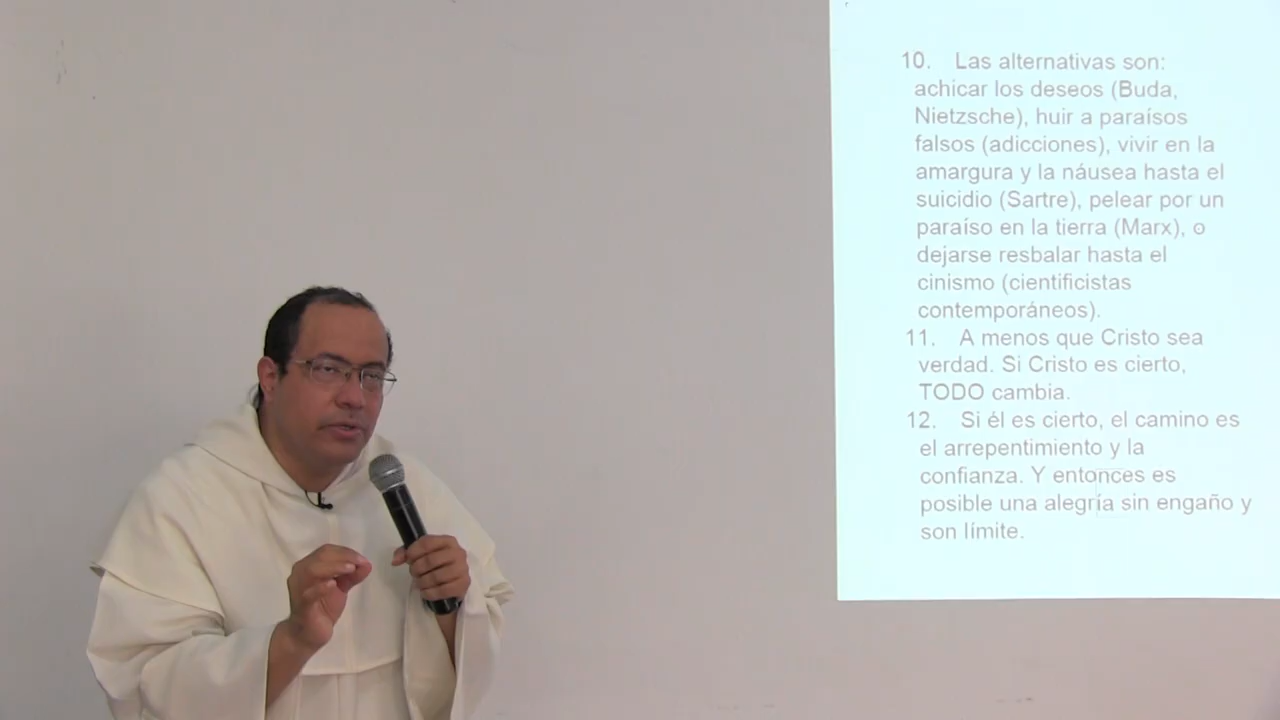 10. Las alternativas son:
achicar los deseos (Buda,
Nietzsche), huir a paraísos
falsos (adicciones), vivir en la
amargura y la náusea hasta el
suicidio (Sartre), pelear por un
paraíso en la tierra (Marx), o
dejarse resbalar hasta el
cinismo (cientificistas
contemporáneos).
11. A menos que Cristo sea
verdad. Si Cristo es cierto,
TODO cambia.
12. Si él es cierto, el camino es
el arrepentimiento y la
confianza. Y entonces es
posible una alegría sin engaño y
son límite.